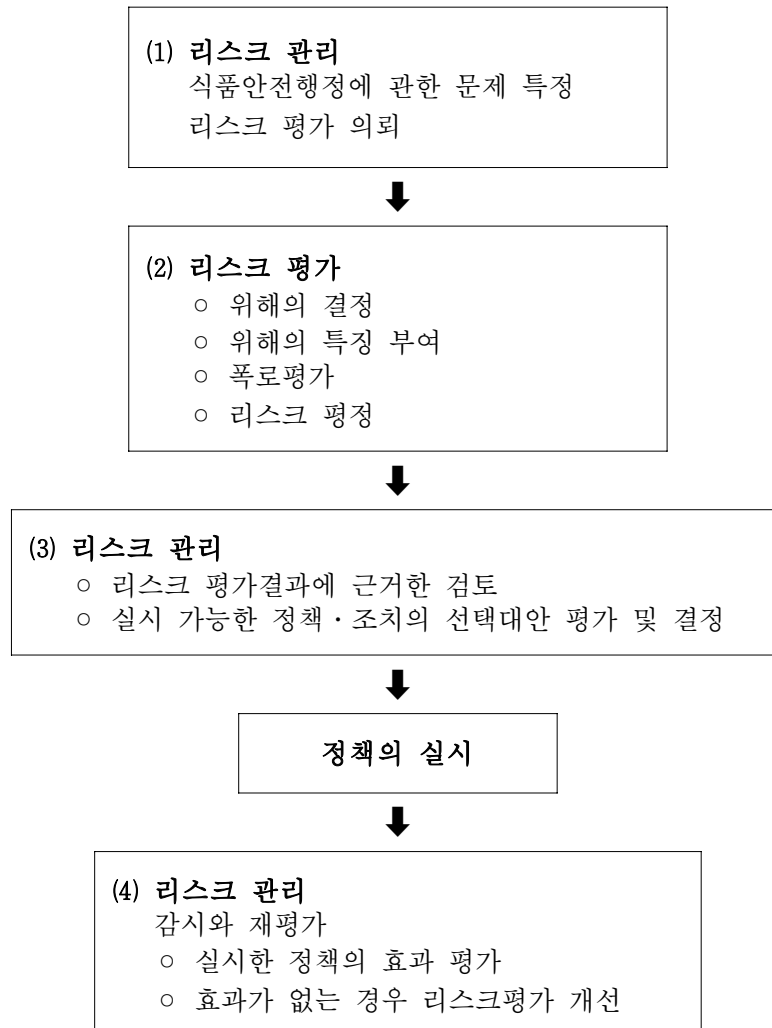 (1) 리스크 관리
식품안전행정에 관한 문제 특정
리스크 평가 의뢰
(2) 리스크 평가
○ 위해의 결정
○ 위해의 특징 부여
○ 폭로평가
○ 리스크 평정
(3) 리스크 관리
○ 리스크 평가결과에 근거한 검토
○ 실시 가능한 정책·조치의 선택대안 평가 및 결정
정책의 실시
(4) 리스크 관리
감시와 재평가
○ 실시한 정책의 효과 평가
○ 효과가 없는 경우 리스크평가 개선